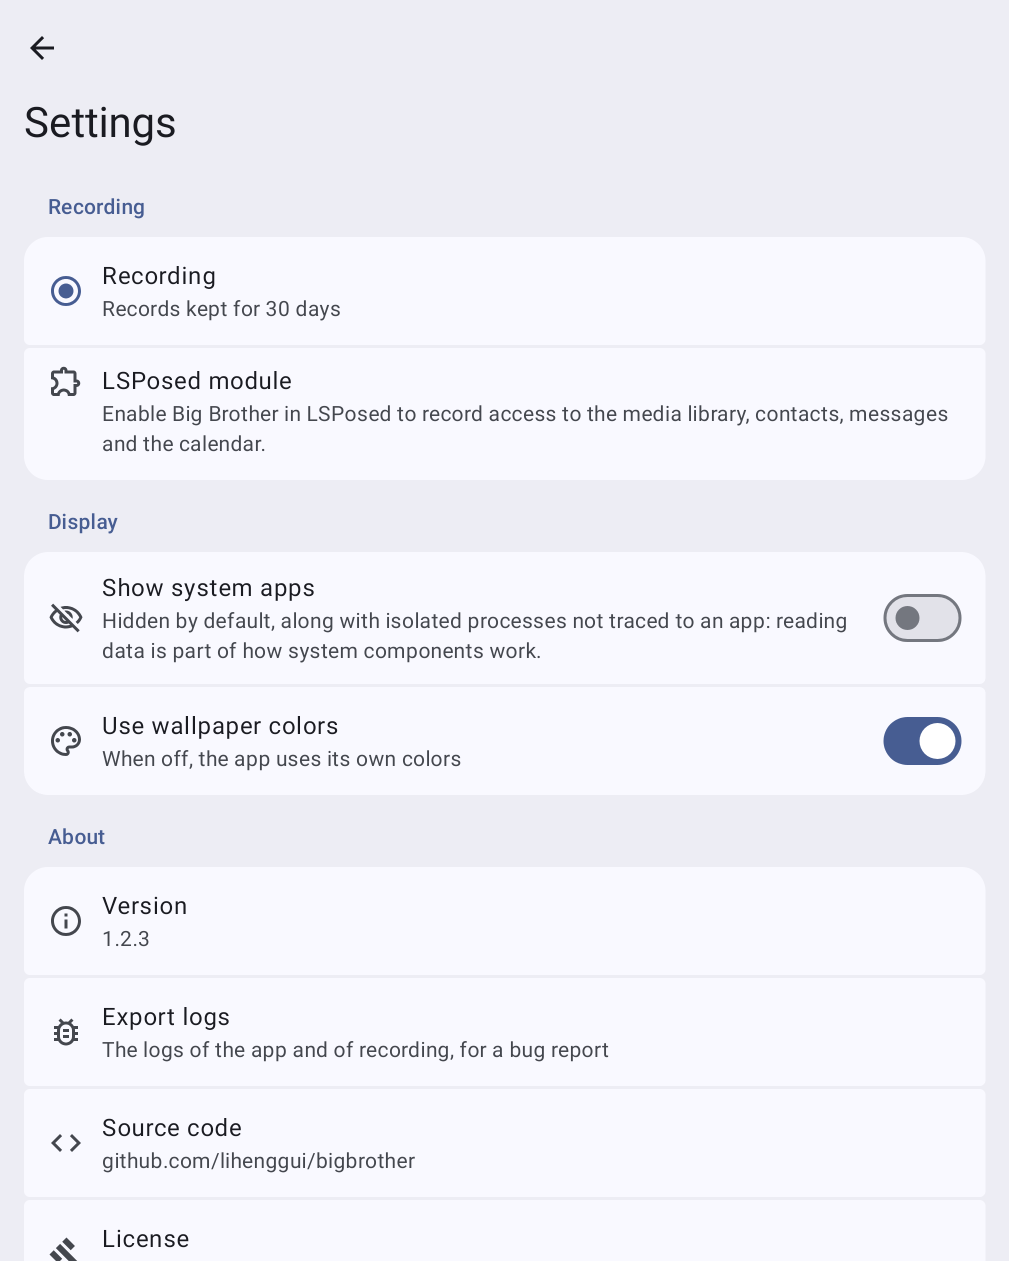 Settings
Recording
Recording
Records kept for 30 days
LSPosed module
Enable Big Brother in LSPosed to record access to the media library, contacts, messages
and the calendar.
Display
Show system apps
Hidden by default, along with isolated processes not traced to an app: reading
data is part of how system components work.
Use wallpaper colors
When off, the app uses its own colors
About
Version
1.2.3
Export logs
The logs of the app and of recording, for a bug report
Source code
github.com/lihenggui/bigbrother
License